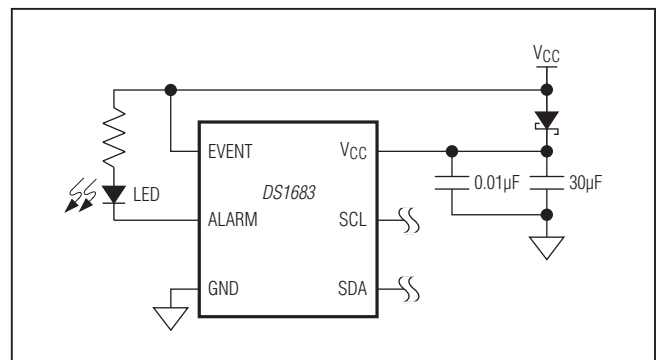 VCC
EVENT
VCC
DS1683
0.01µF
30µF
LED
ALARM
SCL
GND
SDA